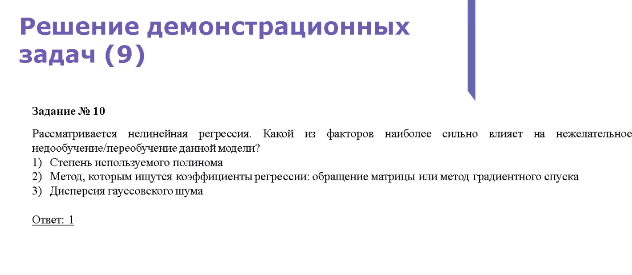 Решение демонстрационных
задач (9)
Задание № 10
Рассматривается нелинейная регрессия. Какой из факторов наиболее сильно влияет на нежелательное
недообучение/переобучение данной модели?
1) Степень используемого полинома
2) Метод, которым ищутся коэффициенты регрессии: обращение матрицы или метод градиентного спуска
3) Дисперсия гауссовского шума
Ответ: 1